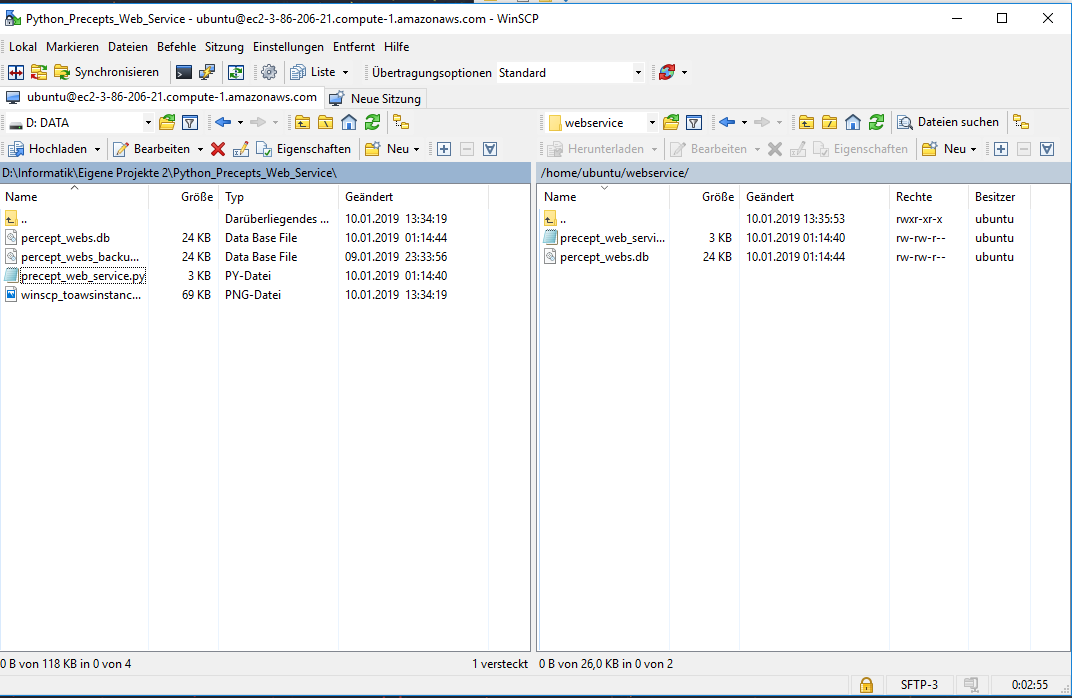 Python_Precepts_Web_Service - ubuntu@ec2-3-86-206-21.compute-1.amazonaws.com - WinSCP
Lokal Markieren Dateien Befehle Sitzung Einstellungen Entfernt Hilfe
Synchronisieren Liste Übertragungsoptionen Standard
ubuntu@ec2-3-86-206-21.compute-1.amazonaws.com Neue Sitzung
D: DATA webservice Dateien suchen
Hochladen Bearbeiten Eigenschaften Neu Herunterladen Bearbeiten Eigenschaften Neu
D:\Informatik\Eigene Projekte 2\Python_Precepts_Web_Service\ /home/ubuntu/webservice/
Name Größe Typ Geändert Name Größe Geändert Rechte Besitzer
.. Darüberliegendes ... 10.01.2019 13:34:19 .. 10.01.2019 13:35:53 rwxr-xr-x ubuntu
percept_webs.db 24 KB Data Base File 10.01.2019 01:14:44 precept_web_servi... 3 KB 10.01.2019 01:14:40 rw-rw-r-- ubuntu
percept_webs_backu... 24 KB Data Base File 09.01.2019 23:33:56 percept_webs.db 24 KB 10.01.2019 01:14:44 rw-rw-r-- ubuntu
precept_web_service.py 3 KB PY-Datei 10.01.2019 01:14:40
winscp_toawsinstanc... 69 KB PNG-Datei 10.01.2019 13:34:19
0 B von 118 KB in 0 von 4 1 versteckt 0 B von 26,0 KB in 0 von 2
SFTP-3 0:02:55